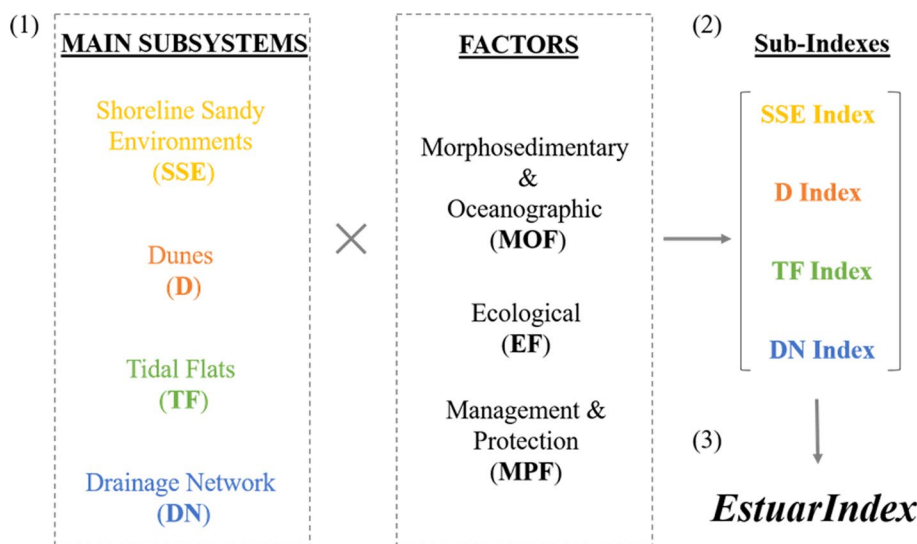 (1)
MAIN SUBSYSTEMS
Shoreline Sandy
Environments
(SSE)
Dunes
(D)
Tidal Flats
(TF)
Drainage Network
(DN)
×
FACTORS
Morphosedimentary
&
Oceanographic
(MOF)
Ecological
(EF)
Management &
Protection
(MPF)
(2)
Sub-Indexes
SSE Index
D Index
TF Index
DN Index
(3)
EstuarIndex